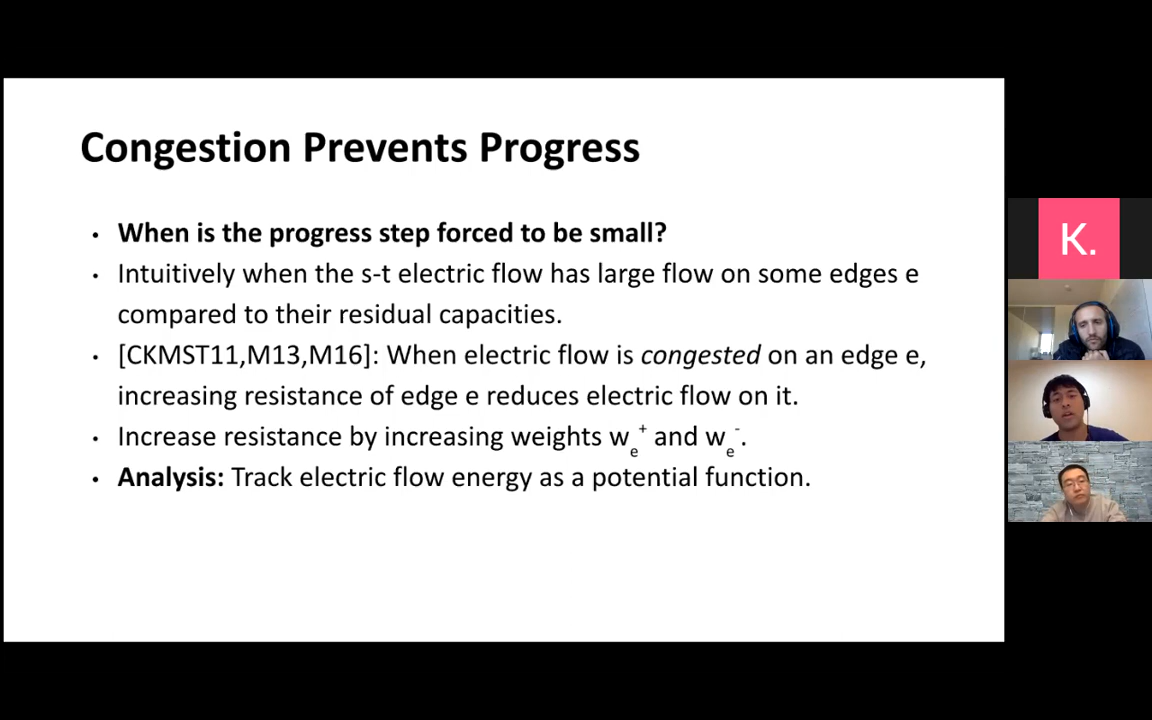 Congestion Prevents Progress
• When is the progress step forced to be small?
• Intuitively when the s-t electric flow has large flow on some edges e
compared to their residual capacities.
• [CKMST11,M13,M16]: When electric flow is congested on an edge e,
increasing resistance of edge e reduces electric flow on it.
• Increase resistance by increasing weights wₑ⁺ and wₑ⁻.
• Analysis: Track electric flow energy as a potential function.
K.